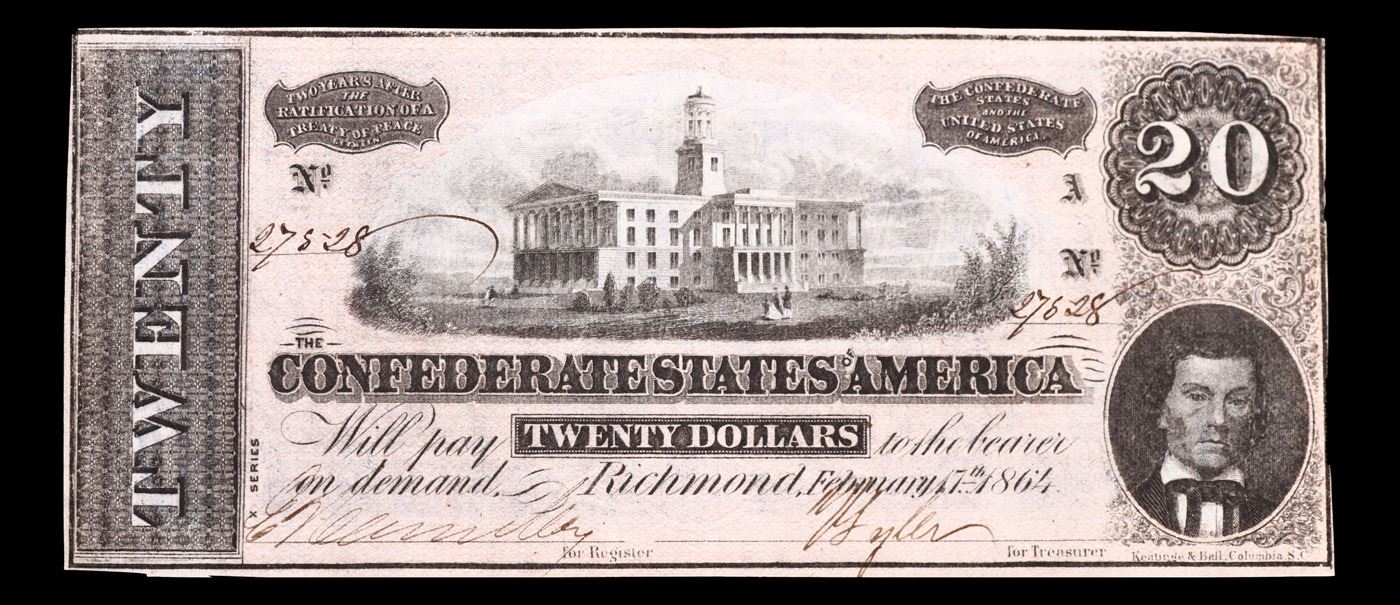 TWENTY
TWO YEARS AFTER
THE
RATIFICATION OF A
TREATY OF PEACE
BETWEEN
THE CONFEDERATE
STATES
AND THE
UNITED STATES
OF AMERICA.
20
No
A
27528
No
27528
THE
CONFEDERATE STATES OF AMERICA
Will pay TWENTY DOLLARS to the bearer
on demand, Richmond, February 17th 1864.
X SERIES
Tyler
for Register
for Treasurer
Keatinge & Ball, Columbia, S.C.